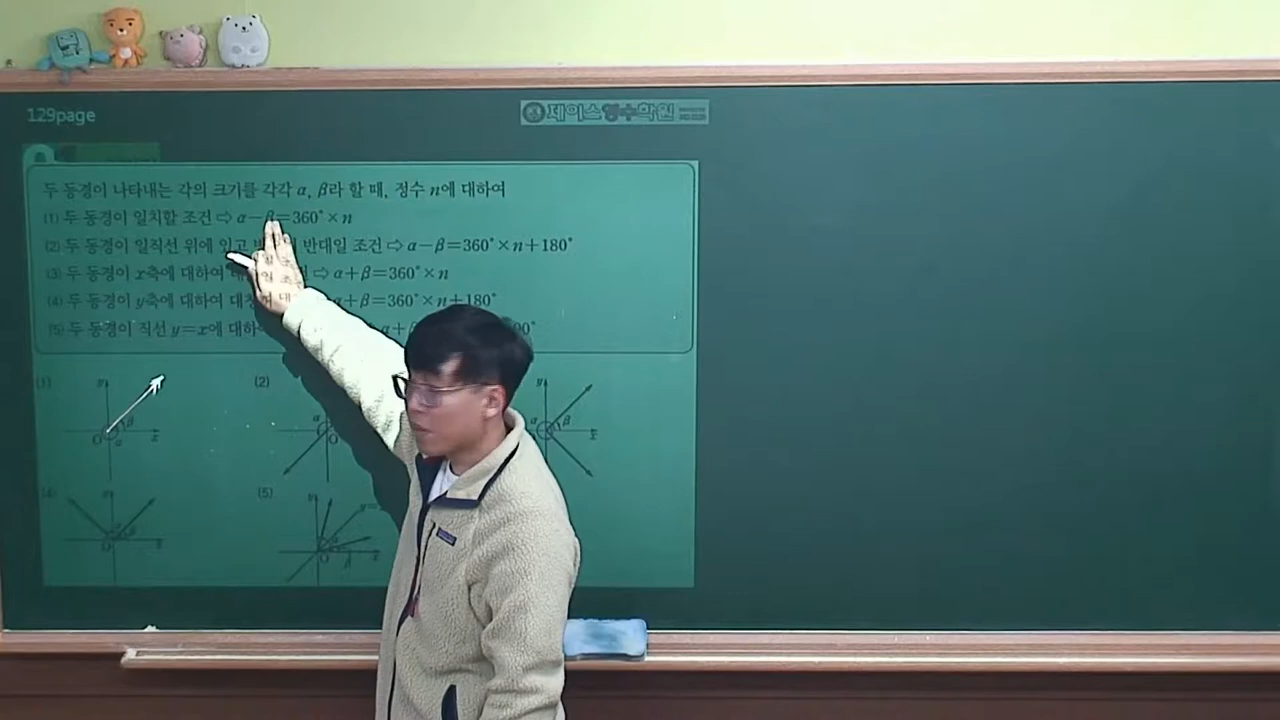 129page
제이스영수학원
두 동경이 나타내는 각의 크기를 각각 α, β라 할 때, 정수 n에 대하여
(1) 두 동경이 일치할 조건 ⇨ α−β=360°×n
(2) 두 동경이 일직선 위에 있고 반대일 조건 ⇨ α−β=360°×n+180°
(3) 두 동경이 x축에 대하여 ⇨ α+β=360°×n
(4) 두 동경이 y축에 대하여 α+β=360°×n+180°
(5) 두 동경이 직선 y=x에 α+
(1) y β O α x
(2) α O
y α β x
(4) y O x
(5) y O